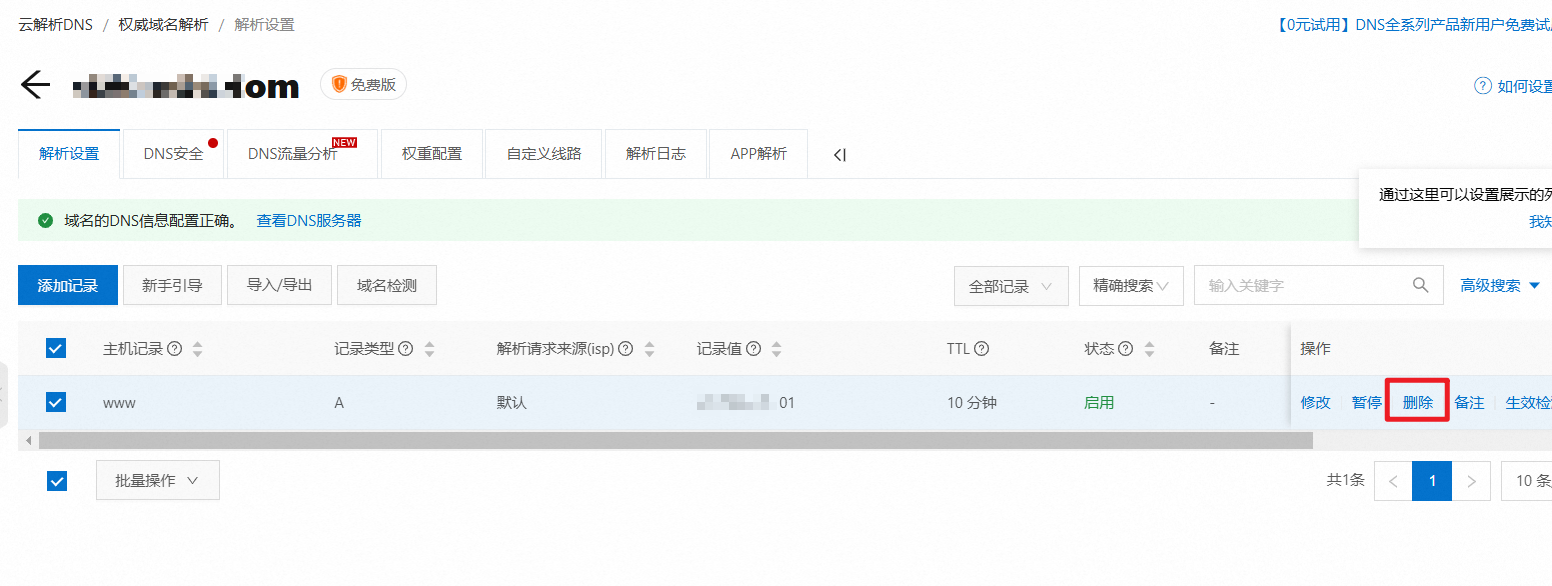 云解析DNS / 权威域名解析 / 解析设置
【0元试用】DNS全系列产品新用户免费试
om 免费版
如何设置
解析设置 DNS安全 DNS流量分析 NEW 权重配置 自定义线路 解析日志 APP解析
通过这里可以设置展示的列
我知
域名的DNS信息配置正确。 查看DNS服务器
添加记录 新手引导 导入/导出 域名检测 全部记录 精确搜索 输入关键字 高级搜索
主机记录 记录类型 解析请求来源(isp) 记录值 TTL 状态 备注 操作
www A 默认 01 10 分钟 启用 - 修改 暂停 删除 备注 生效检测
批量操作 共1条 < 1 > 10 条